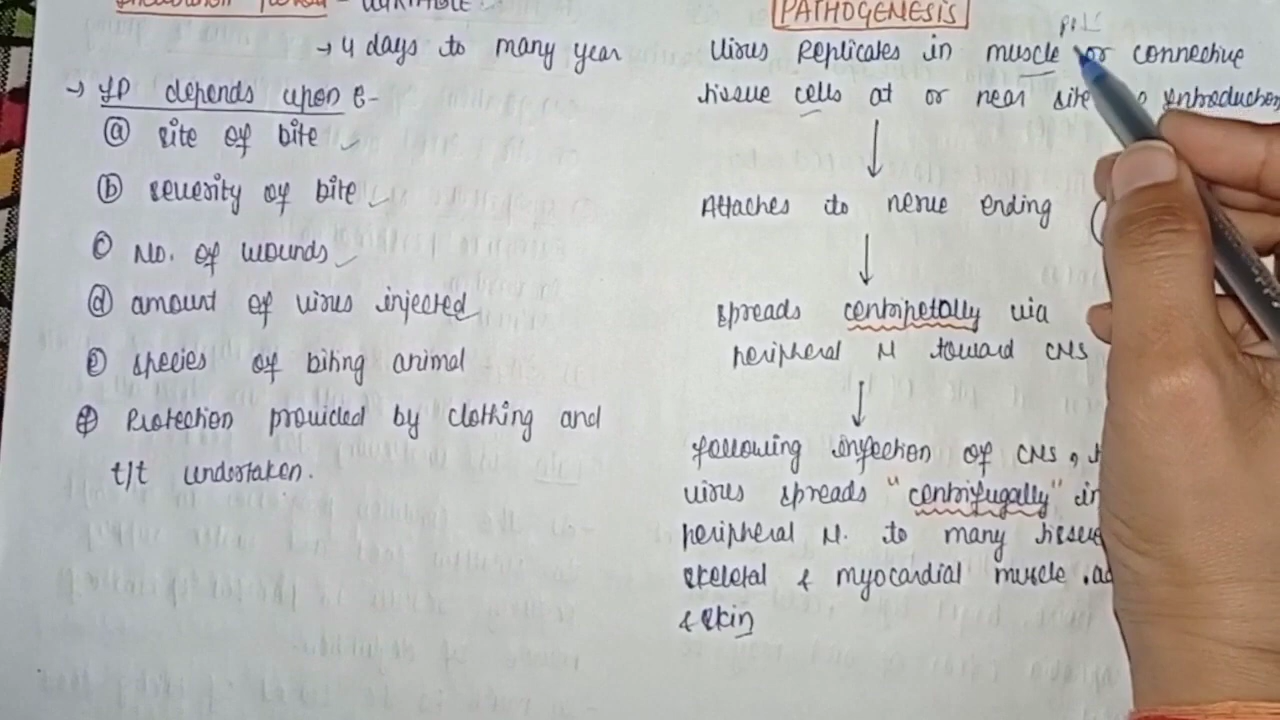 → 4 days to many year
→ IP depends upon :-
ⓐ site of bite
ⓑ severity of bite
ⓒ No. of wounds
ⓓ amount of virus injected
ⓔ species of biting animal
ⓕ Protection provided by clothing and
t/t undertaken.
PATHOGENESIS
Virus Replicates in muscle or connective
tissue cells at or near site
↓
Attaches to nerve ending
↓
spreads centripetally via
peripheral N toward CNS
↓
following infection of CNS,
virus spreads "centrifugally" in
peripheral N. to many tissue
skeletal & myocardial muscle
& skin